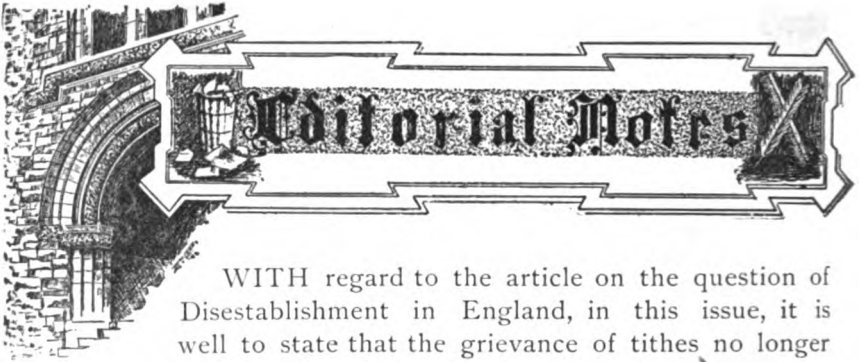 Editorial Notes
WITH regard to the article on the question of
Disestablishment in England, in this issue, it is
well to state that the grievance of tithes no longer